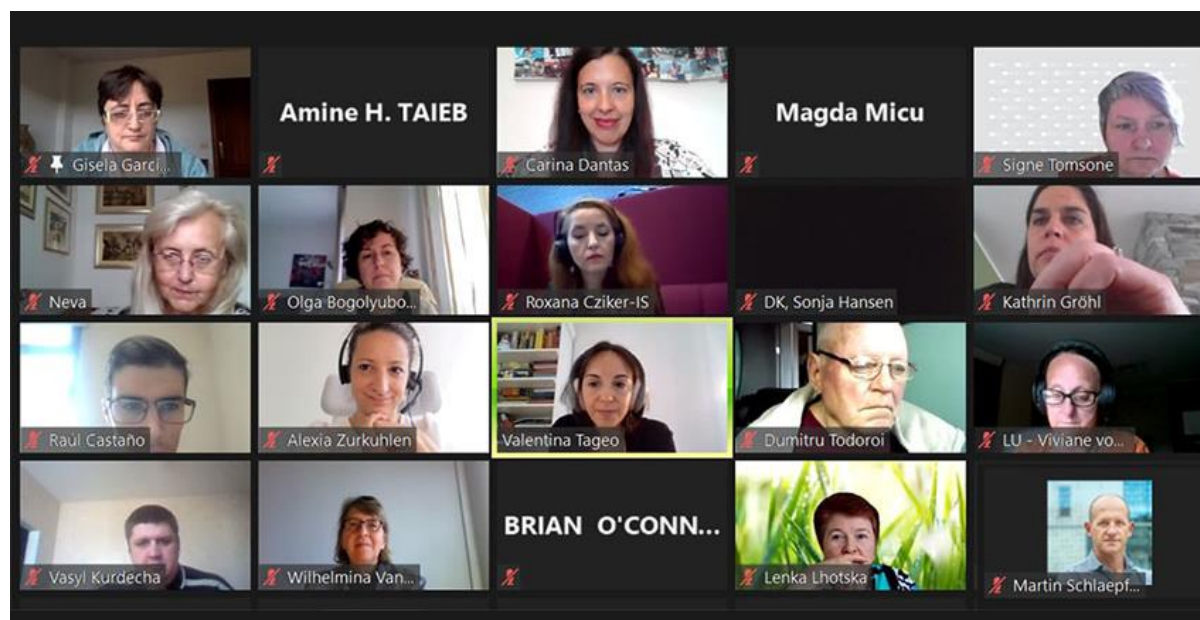 Gisela Garci...
Amine H. TAIEB
Carina Dantas
Magda Micu
Signe Tomsone
Neva
Olga Bogolyubo...
Roxana Cziker-IS
DK, Sonja Hansen
Kathrin Gröhl
Raúl Castaño
Alexia Zurkuhlen
Valentina Tageo
Dumitru Todoroi
LU - Viviane vo...
Vasyl Kurdecha
Wilhelmina Van...
BRIAN O'CONN...
Lenka Lhotska
Martin Schlaepf...